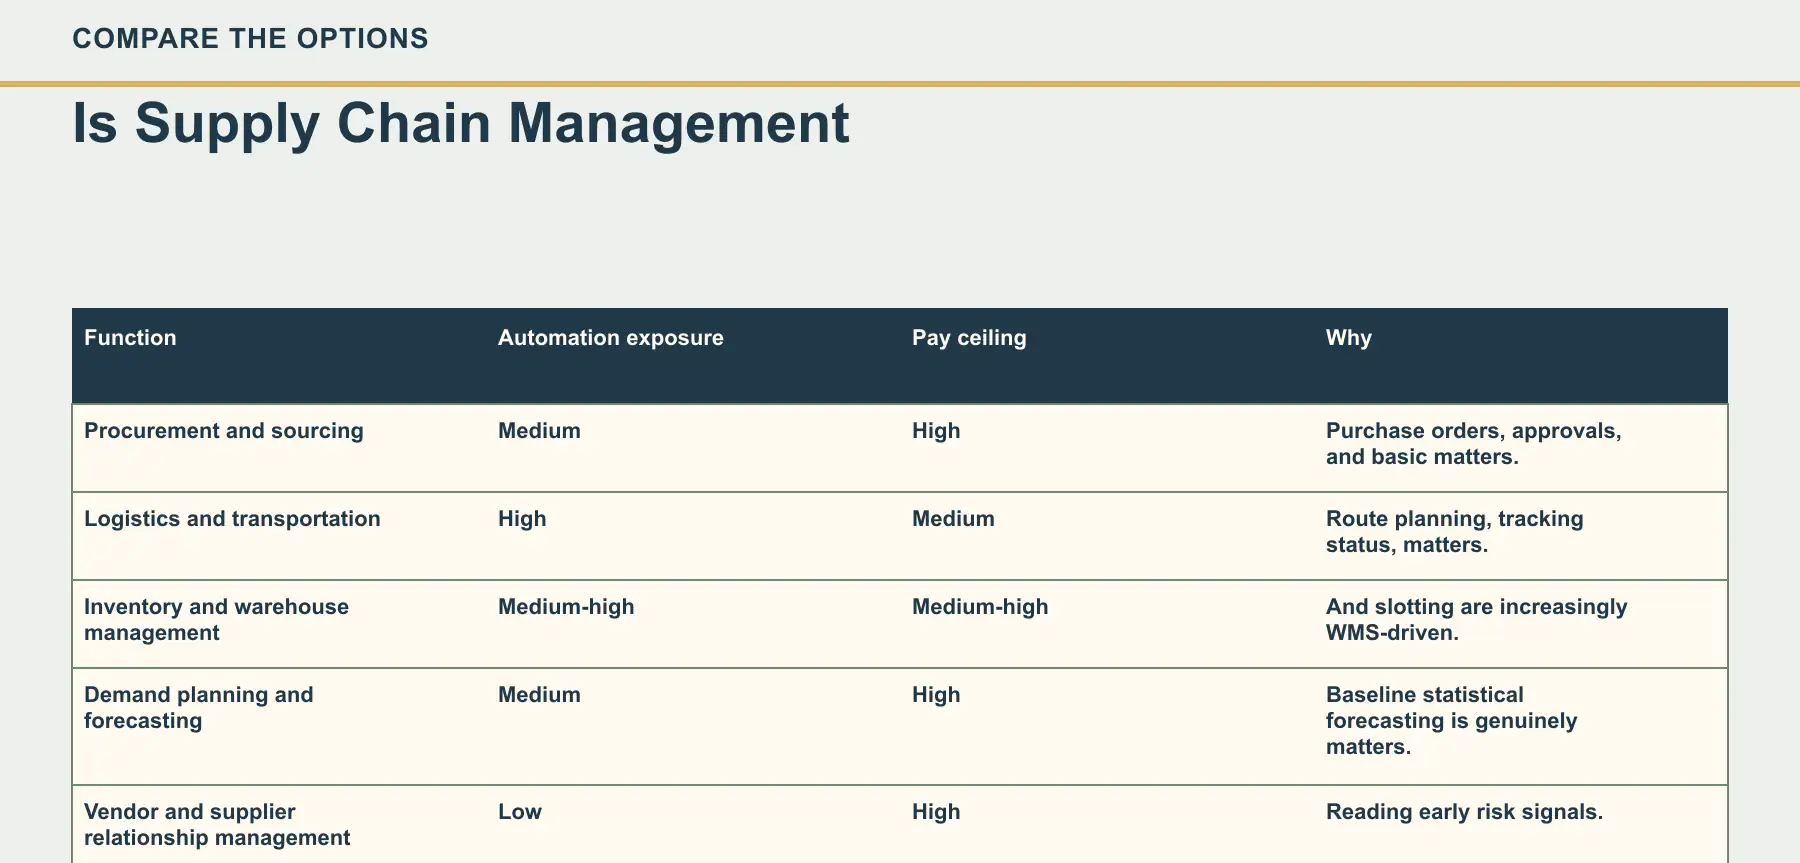 COMPARE THE OPTIONS
Is Supply Chain Management
Function Automation exposure Pay ceiling Why
Procurement and sourcing Medium High Purchase orders, approvals,
and basic matters.
Logistics and transportation High Medium Route planning, tracking
status, matters.
Inventory and warehouse Medium-high Medium-high And slotting are increasingly
management WMS-driven.
Demand planning and Medium High Baseline statistical
forecasting forecasting is genuinely
matters.
Vendor and supplier Low High Reading early risk signals.
relationship management